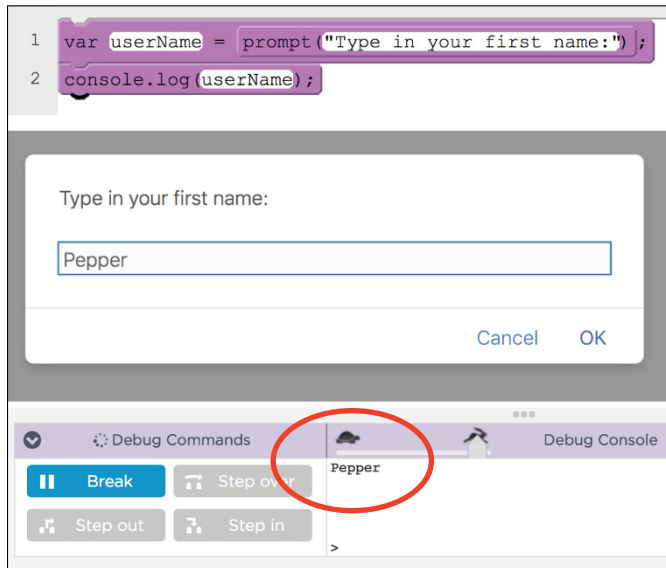 1 var userName = prompt("Type in your first name:");
2 console.log(userName);
Type in your first name:
Pepper
Cancel OK
Debug Commands Debug Console
Break Step over
Step out Step in
Pepper
>